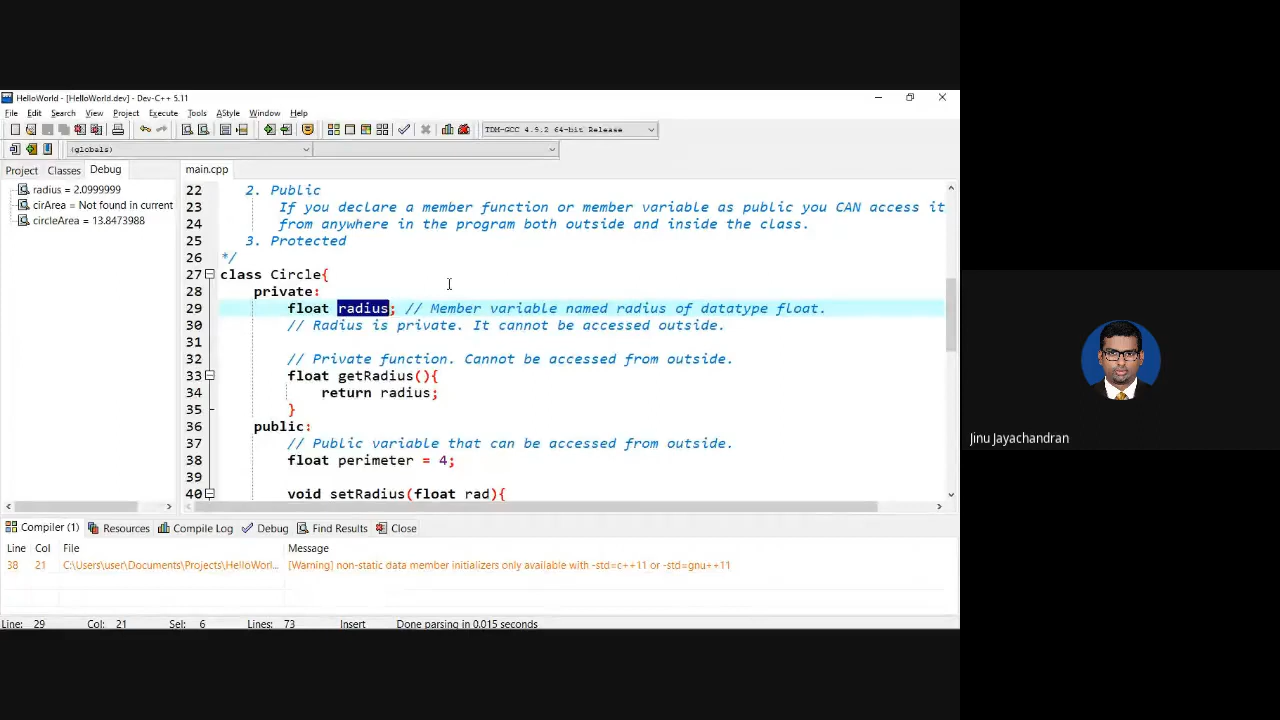 HelloWorld - [HelloWorld.dev] - Dev-C++ 5.11
File Edit Search View Project Execute Tools AStyle Window Help
TDM-GCC 4.9.2 64-bit Release
(globals)
Project Classes Debug
main.cpp
radius = 2.0999999
cirArea = Not found in current
circleArea = 13.8473988
22 2. Public
23 If you declare a member function or member variable as public you CAN access it
24 from anywhere in the program both outside and inside the class.
25 3. Protected
26 */
27 class Circle{
28 private:
29 float radius; // Member variable named radius of datatype float.
30 // Radius is private. It cannot be accessed outside.
31
32 // Private function. Cannot be accessed from outside.
33 float getRadius(){
34 return radius;
35 }
36 public:
37 // Public variable that can be accessed from outside.
38 float perimeter = 4;
39
40 void setRadius(float rad){
Compiler (1) Resources Compile Log Debug Find Results Close
Line Col File Message
38 21 C:\Users\user\Documents\Projects\HelloWorl... [Warning] non-static data member initializers only available with -std=c++11 or -std=gnu++11
Line: 29 Col: 21 Sel: 6 Lines: 73 Insert Done parsing in 0.015 seconds
Jinu Jayachandran